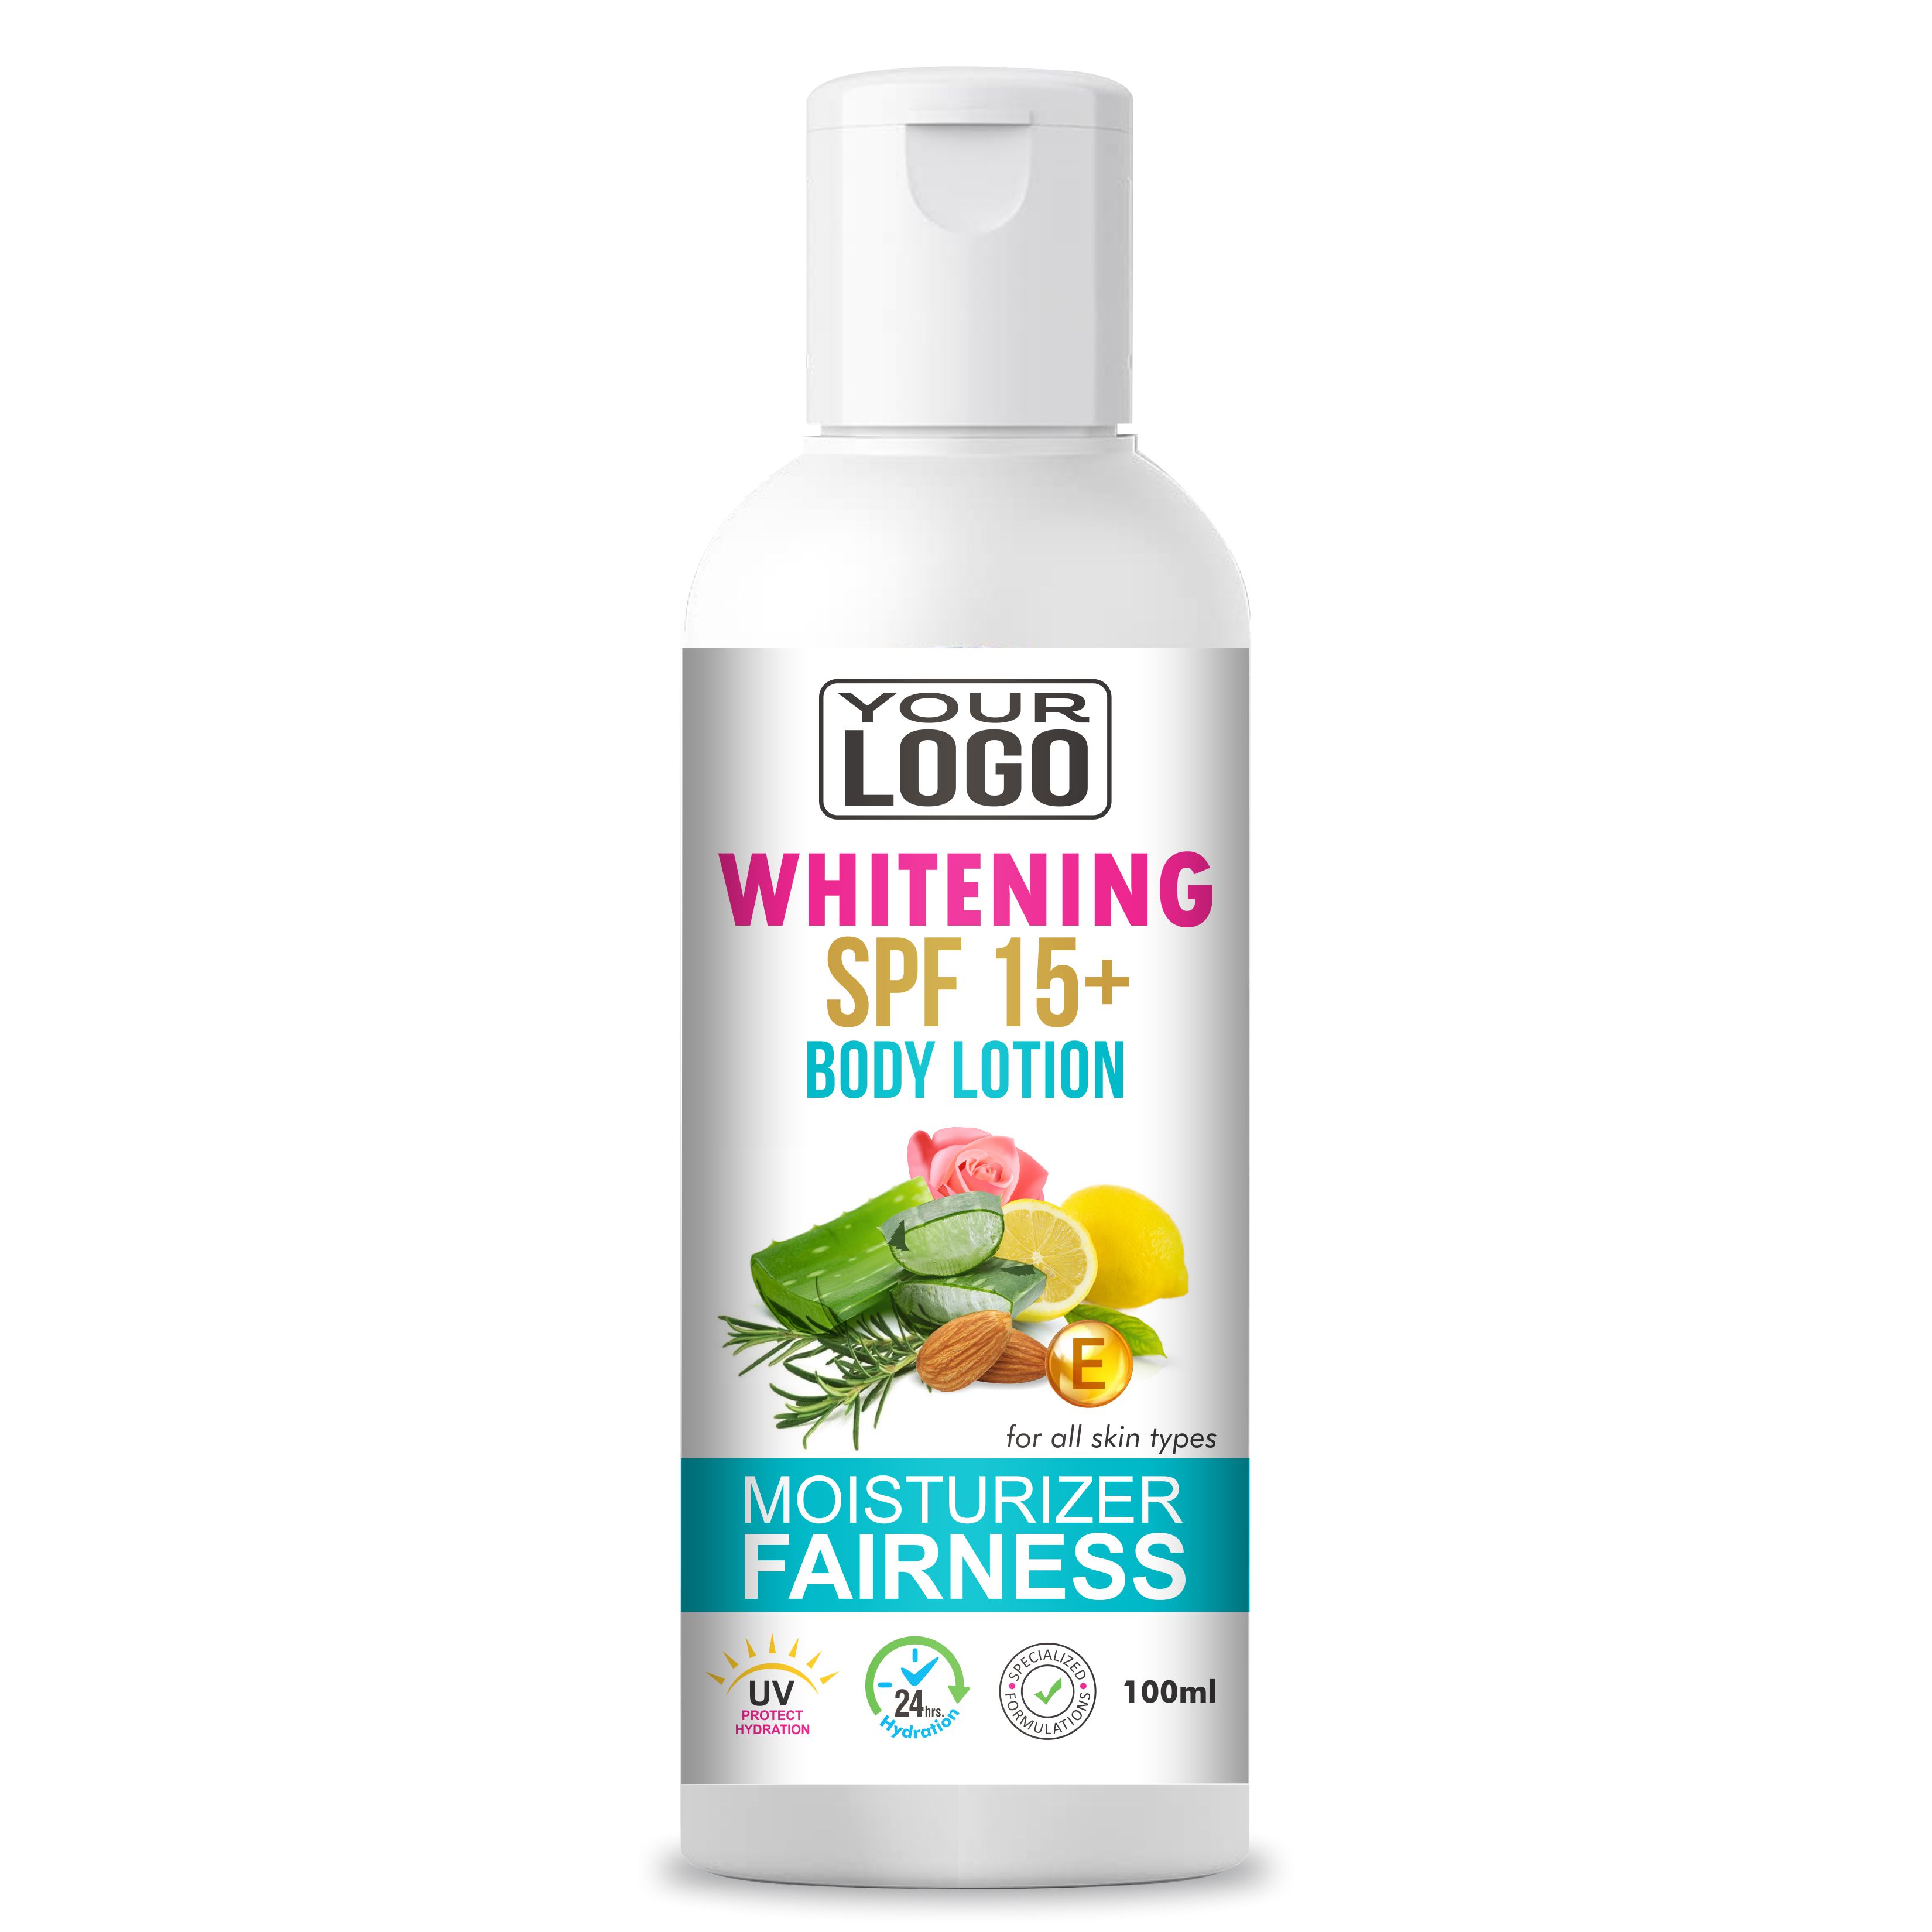 YOUR
LOGO
WHITENING
SPF 15+
BODY LOTION
E
for all skin types
MOISTURIZER
FAIRNESS
UV
PROTECT
HYDRATION
24hrs.
Hydration
SPECIALIZED
FORMULATIONS
100ml